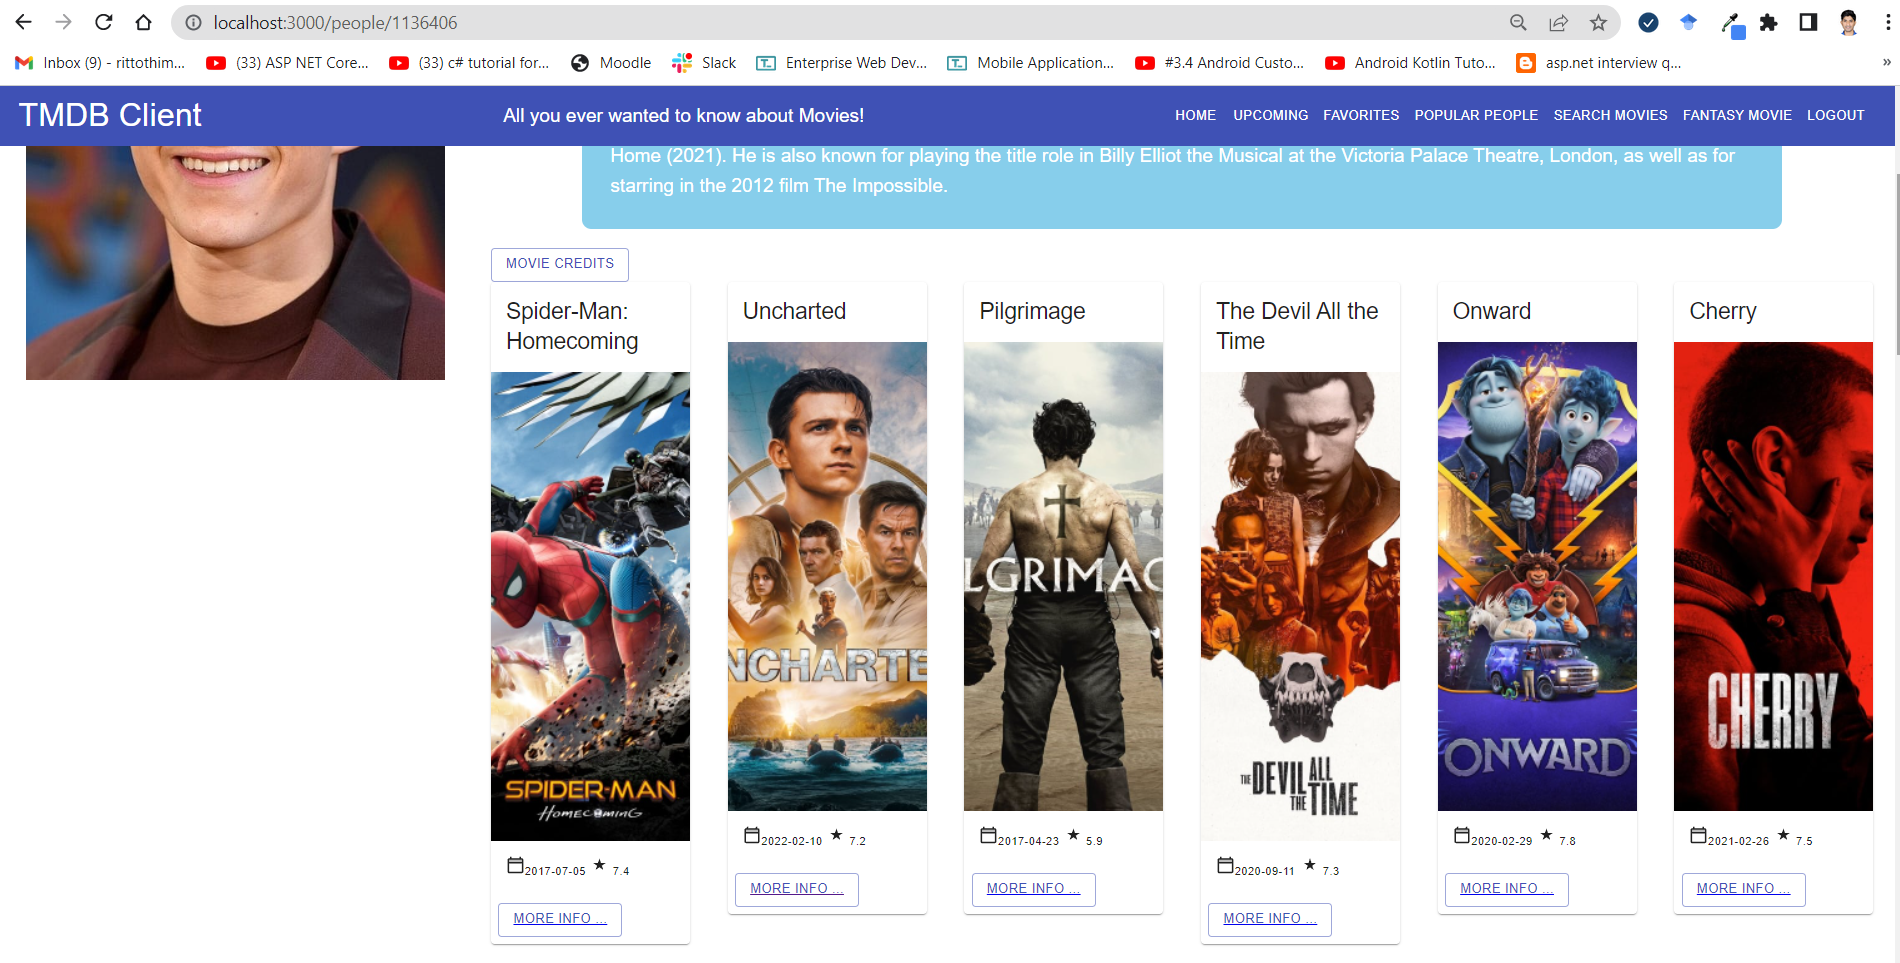 localhost:3000/people/1136406
Inbox (9) - rittothim... (33) ASP NET Core... (33) c# tutorial for... Moodle Slack Enterprise Web Dev... Mobile Application... #3.4 Android Custo... Android Kotlin Tuto... asp.net interview q... »
TMDB Client All you ever wanted to know about Movies! HOME UPCOMING FAVORITES POPULAR PEOPLE SEARCH MOVIES FANTASY MOVIE LOGOUT
Home (2021). He is also known for playing the title role in Billy Elliot the Musical at the Victoria Palace Theatre, London, as well as for
starring in the 2012 film The Impossible.
MOVIE CREDITS
Spider-Man:
Homecoming
SPIDER-MAN
HOMECOMING
2017-07-05 ★ 7.4
MORE INFO ...
Uncharted
NCHARTE
2022-02-10 ★ 7.2
MORE INFO ...
Pilgrimage
LGRIMAG
2017-04-23 ★ 5.9
MORE INFO ...
The Devil All the
Time
THE DEVIL ALL
THE TIME
2020-09-11 ★ 7.3
MORE INFO ...
Onward
ONWARD
2020-02-29 ★ 7.8
MORE INFO ...
Cherry
CHERRY
2021-02-26 ★ 7.5
MORE INFO ...